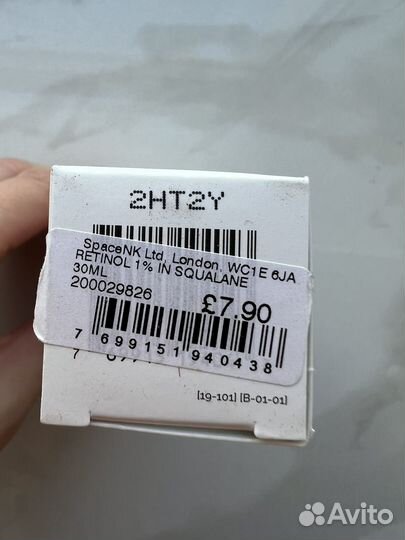 2HT2Y
SpaceNK Ltd, London, WC1E 6JA
RETINOL 1% IN SQUALANE
30ML
200029826
£7.90
7 699151 940438
[19-101] [B-01-01]
Avito